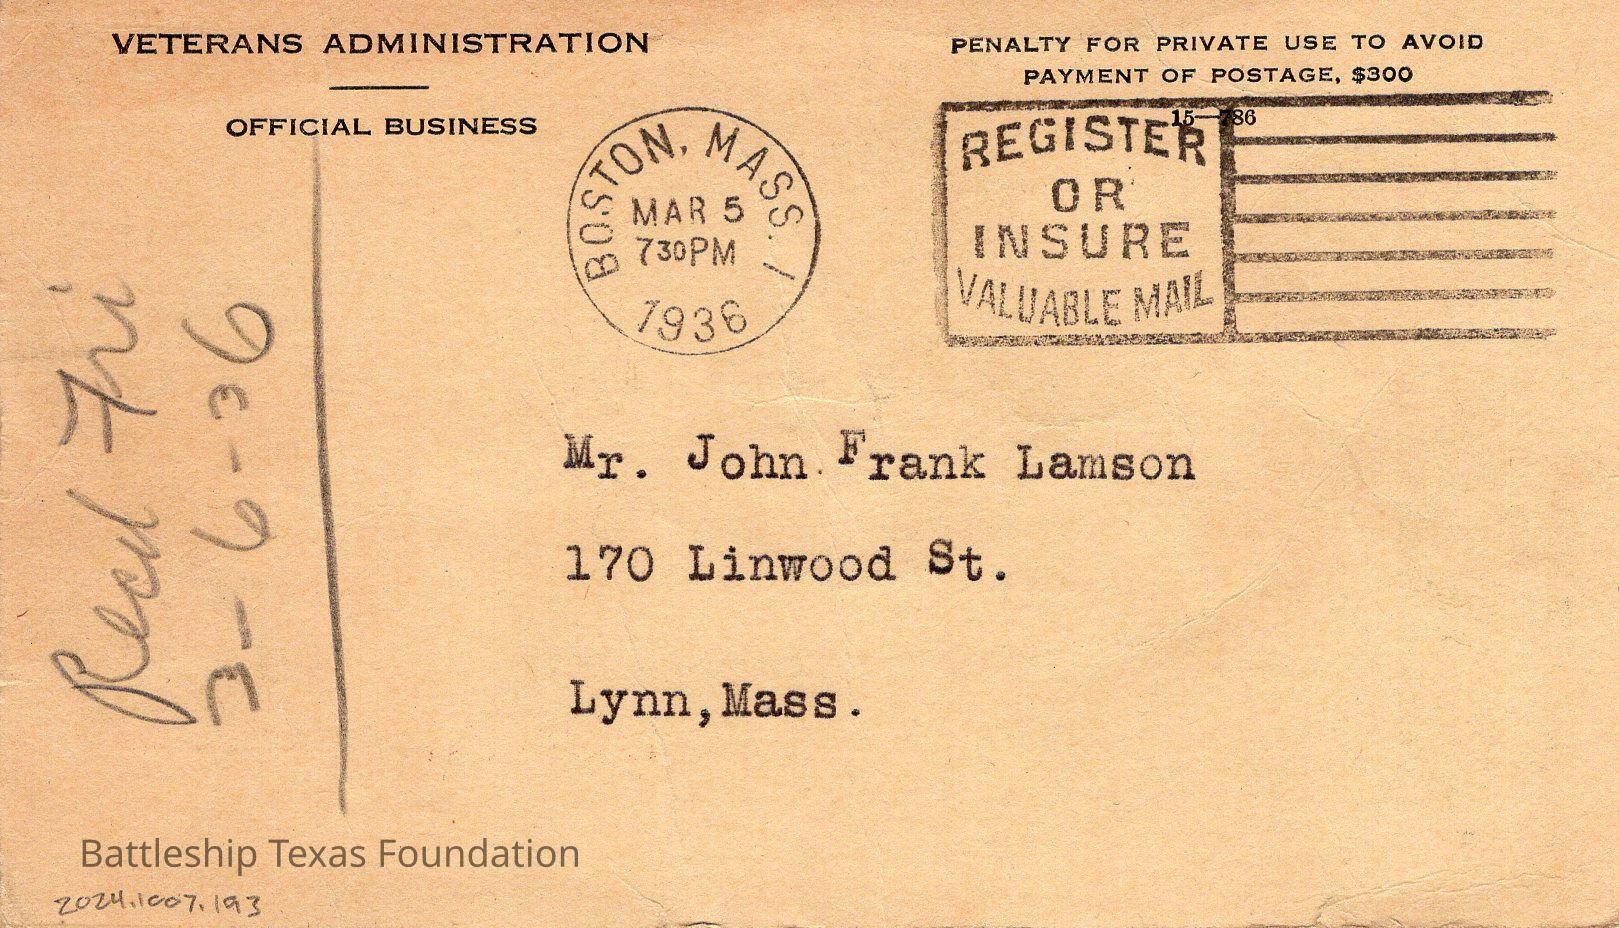 VETERANS ADMINISTRATION
OFFICIAL BUSINESS
PENALTY FOR PRIVATE USE TO AVOID
PAYMENT OF POSTAGE, $300
15—786
BOSTON, MASS. 1
MAR 5
730PM
1936
REGISTER
OR
INSURE
VALUABLE MAIL
Recd Fri
3-6-36
Mr. John Frank Lamson
170 Linwood St.
Lynn,Mass.
Battleship Texas Foundation
2024.1007.193